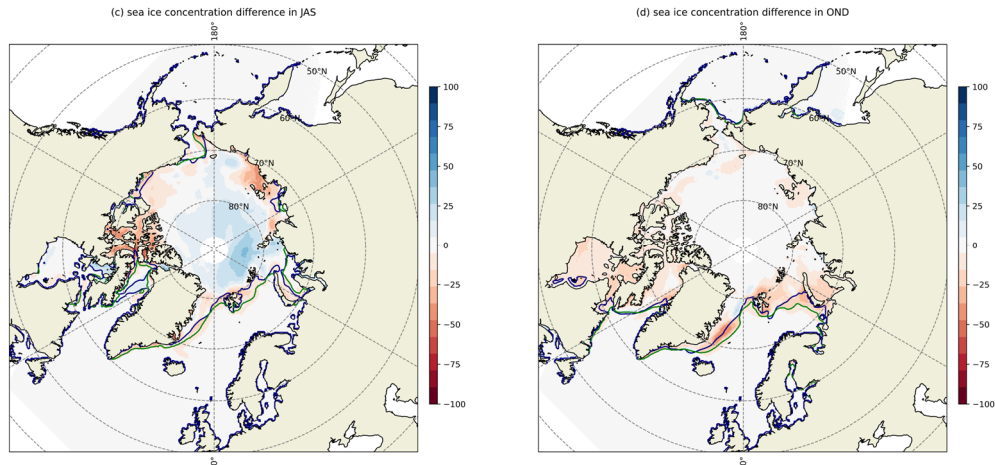 (c) sea ice concentration difference in JAS
180°
50°N
60°N
70°N
80°N
0°
100
75
50
25
0
−25
−50
−75
−100
(d) sea ice concentration difference in OND
180°
50°N
60°N
70°N
80°N
0°
100
75
50
25
0
−25
−50
−75
−100